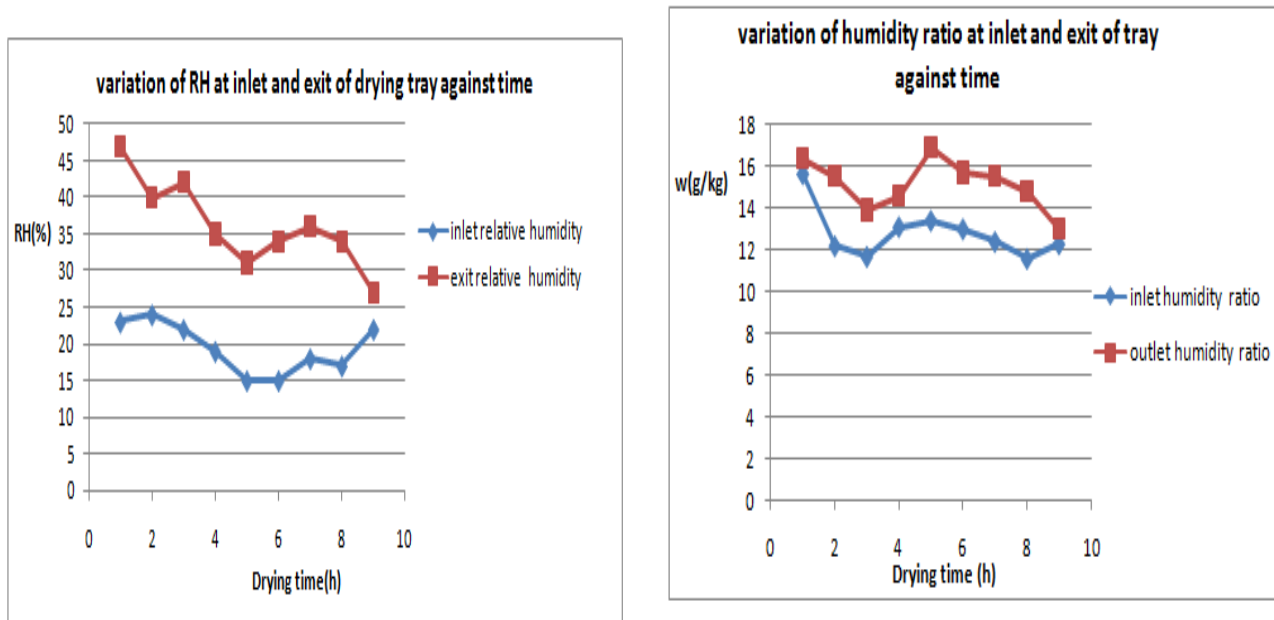 variation of RH at inlet and exit of drying tray against time
50
45
40
35
30
25
20
15
10
5
0
RH(%)
0 2 4 6 8 10
Drying time(h)
inlet relative humidity
exit relative humidity
variation of humidity ratio at inlet and exit of tray
against time
18
16
14
12
10
8
6
4
2
0
w(g/kg)
0 2 4 6 8 10
Drying time (h)
inlet humidity ratio
outlet humidity ratio